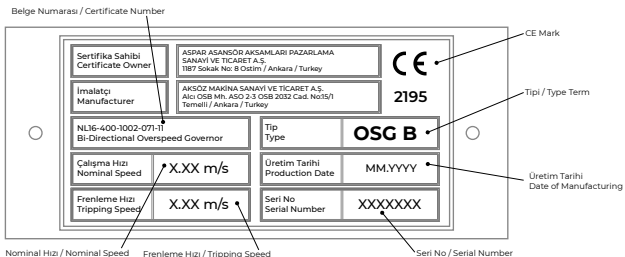 Belge Numarası / Certificate Number
CE Mark
Sertifika Sahibi
Certificate Owner
ASPAR ASANSÖR AKSAMLARI PAZARLAMA
SANAYİ VE TİCARET A.Ş.
1187 Sokak No: 8 Ostim / Ankara / Turkey
CE
İmalatçı
Manufacturer
AKSÖZ MAKİNA SANAYİ VE TİCARET A.Ş.
Alcı OSB Mh. ASO 2-3 OSB 2032 Cad. No:15/1
Temelli / Ankara / Turkey
2195
Tipi / Type Term
NL16-400-1002-071-11
Bi-Directional Overspeed Governor
Tip
Type
OSG B
Çalışma Hızı
Nominal Speed
X.XX m/s
Üretim Tarihi
Production Date
MM.YYYY
Üretim Tarihi
Date of Manufacturing
Frenleme Hızı
Tripping Speed
X.XX m/s
Seri No
Serial Number
XXXXXXX
Nominal Hızı / Nominal Speed
Frenleme Hızı / Tripping Speed
Seri No / Serial Number